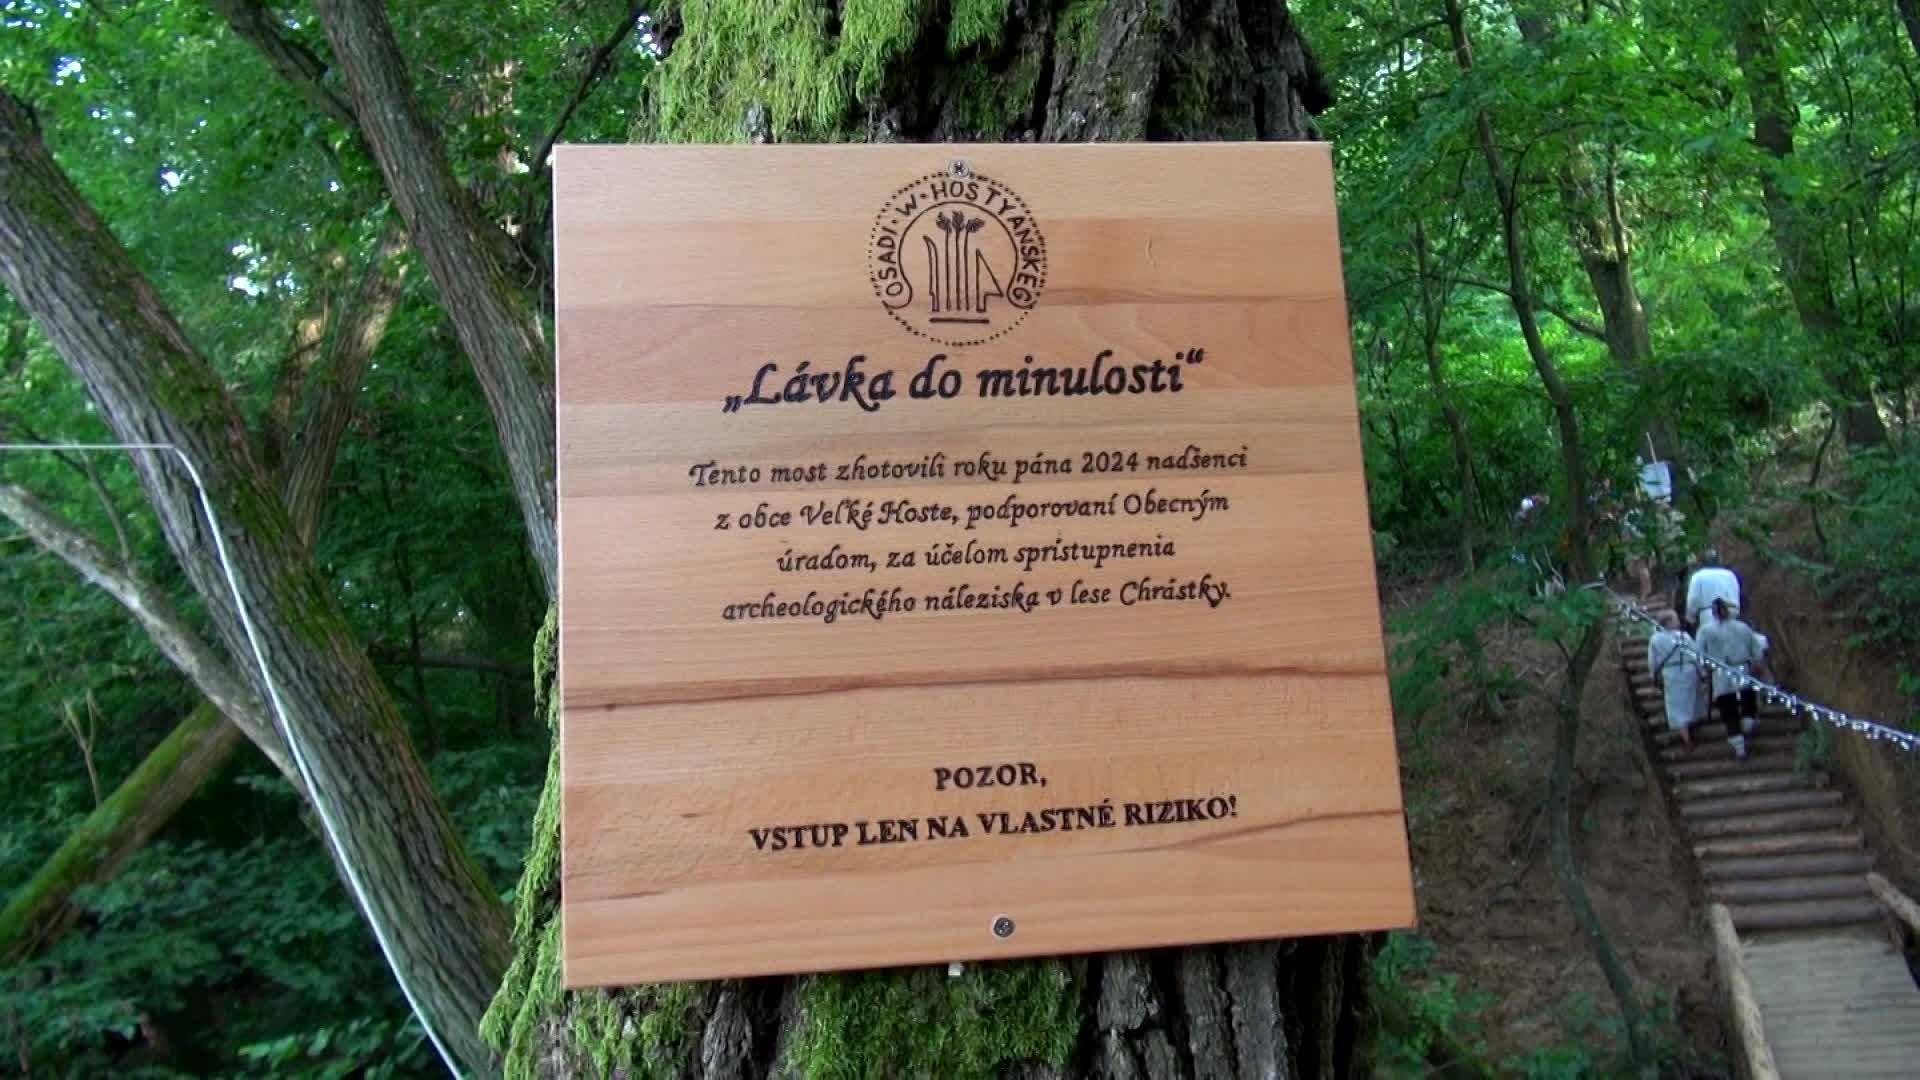 OSADI · W · HOSTYANSKEG
„Lávka do minulosti“
Tento most zhotovili roku pána 2024 nadšenci
z obce Veľké Hoste, podporovaní Obecným
úradom, za účelom sprístupnenia
archeologického náleziska v lese Chrástky.
POZOR,
VSTUP LEN NA VLASTNÉ RIZIKO!